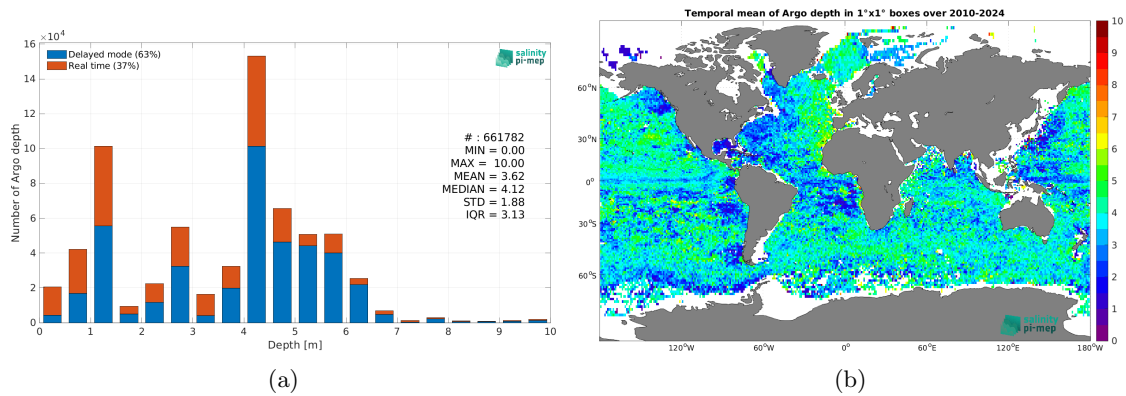 Temporal mean of Argo depth in 1°x1° boxes over 2010-2024
×10⁴
Delayed mode (63%)
Real time (37%)
salinity
pi-mep
# : 661782
MIN = 0.00
MAX = 10.00
MEAN = 3.62
MEDIAN = 4.12
STD = 1.88
IQR = 3.13
Number of Argo depth
16
14
12
10
8
6
4
2
0
0 1 2 3 4 5 6 7 8 9 10
Depth [m]
(a)
60°N
30°N
0°
30°S
60°S
120°W 60°W 0° 60°E 120°E 180°W
salinity
pi-mep
10
9
8
7
6
5
4
3
2
1
0
(b)